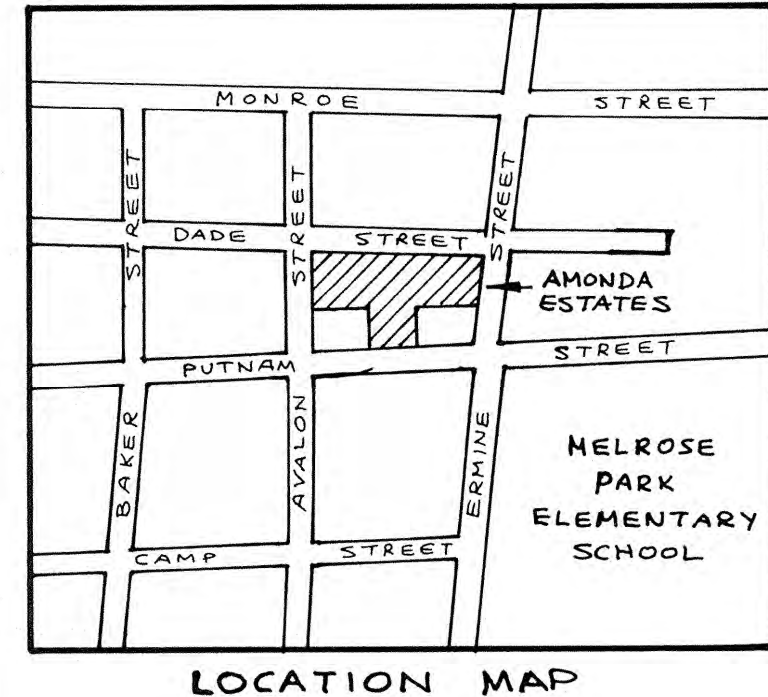 MONROE STREET
STREET
STREET
STREET
DADE STREET
AMONDA
ESTATES
PUTNAM STREET
BAKER
AVALON
ERMINE
MELROSE
PARK
ELEMENTARY
SCHOOL
CAMP STREET
LOCATION MAP